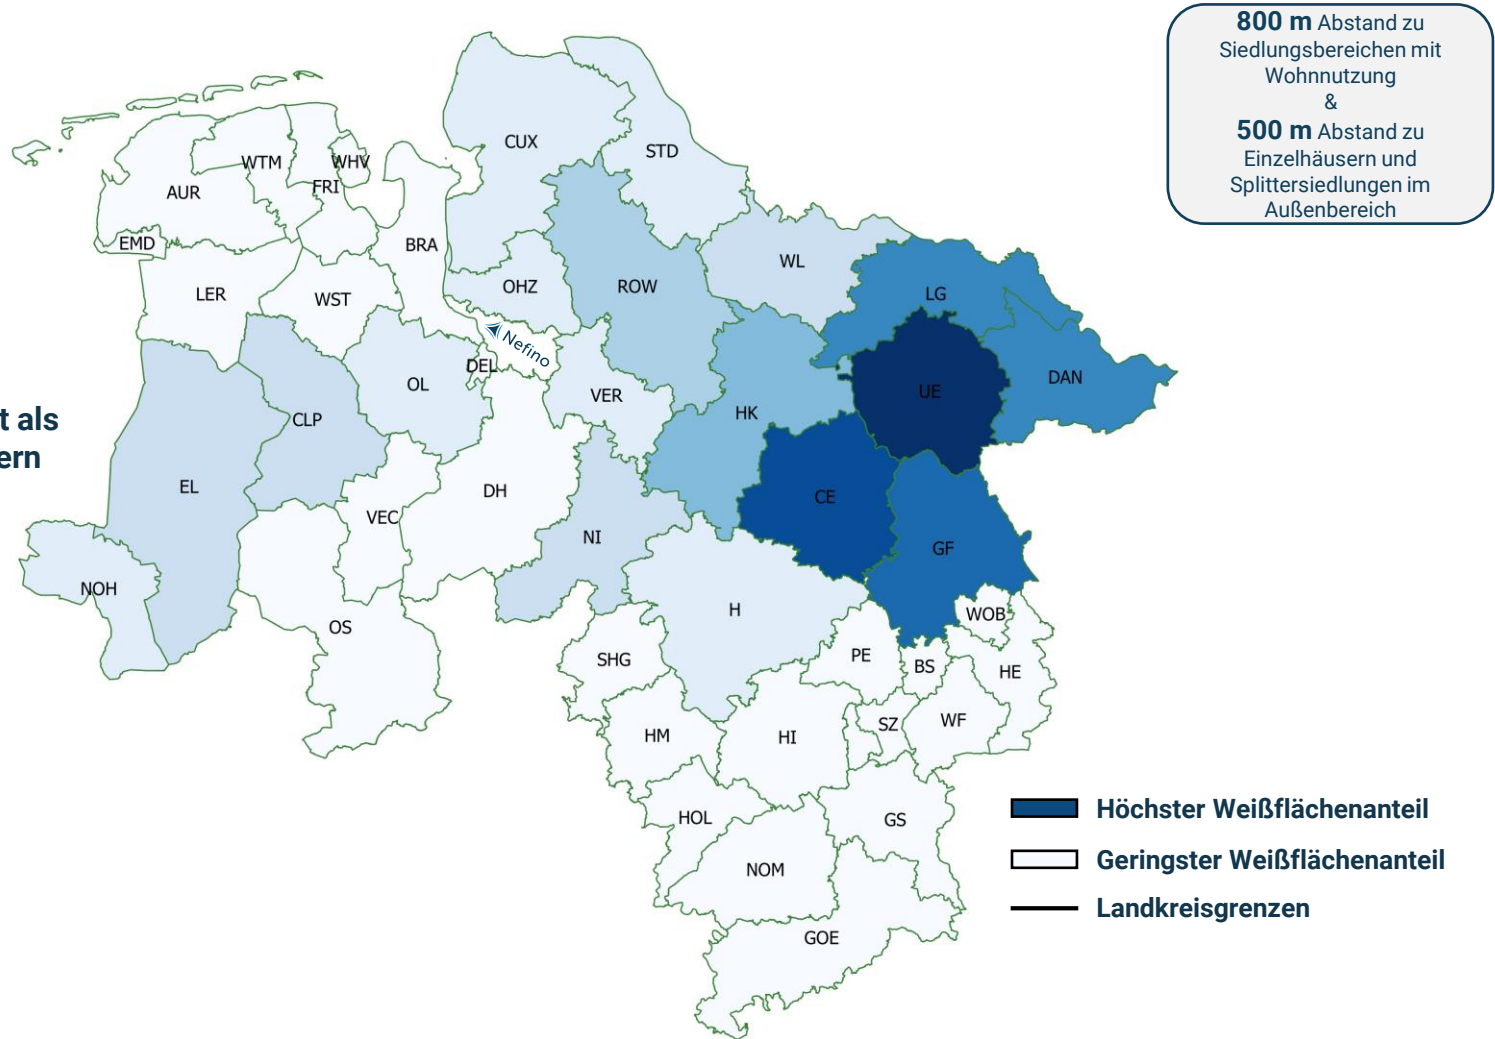 800 m Abstand zu
Siedlungsbereichen mit
Wohnnutzung
&
500 m Abstand zu
Einzelhäusern und
Splittersiedlungen im
Außenbereich
CUX
STD
WTM
WHV
AUR
FRI
EMD
BRA
WL
LER
WST
OHZ
ROW
LG
Nefino
DEL
OL
VER
UE
DAN
CLP
HK
t als
ern
EL
DH
CE
VEC
NI
GF
NOH
H
WOB
OS
SHG
PE
BS
HE
HM
HI
SZ
WF
HOL
GS
NOM
GOE
Höchster Weißflächenanteil
Geringster Weißflächenanteil
Landkreisgrenzen